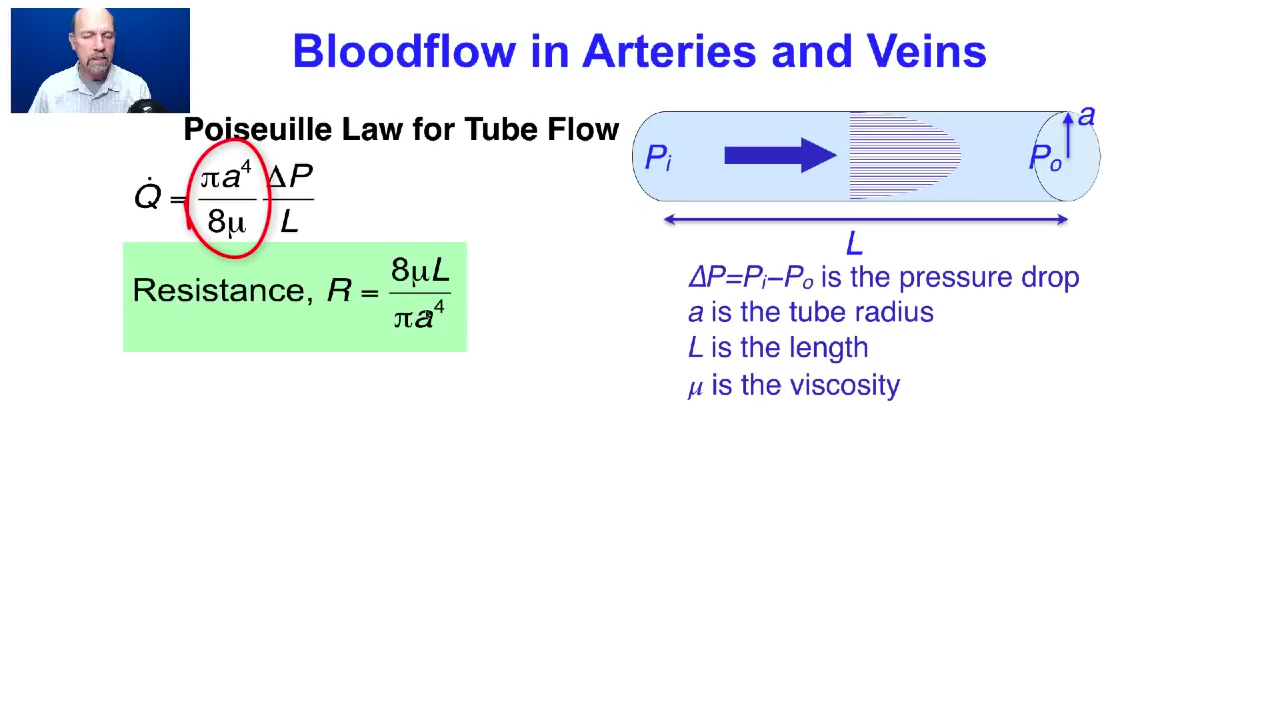 Bloodflow in Arteries and Veins
Poiseuille Law for Tube Flow
Q̇ = πa⁴/8μ ΔP/L
Resistance, R = 8μL/πa⁴
Pᵢ
Pₒ
a
L
ΔP=Pᵢ–Pₒ is the pressure drop
a is the tube radius
L is the length
μ is the viscosity